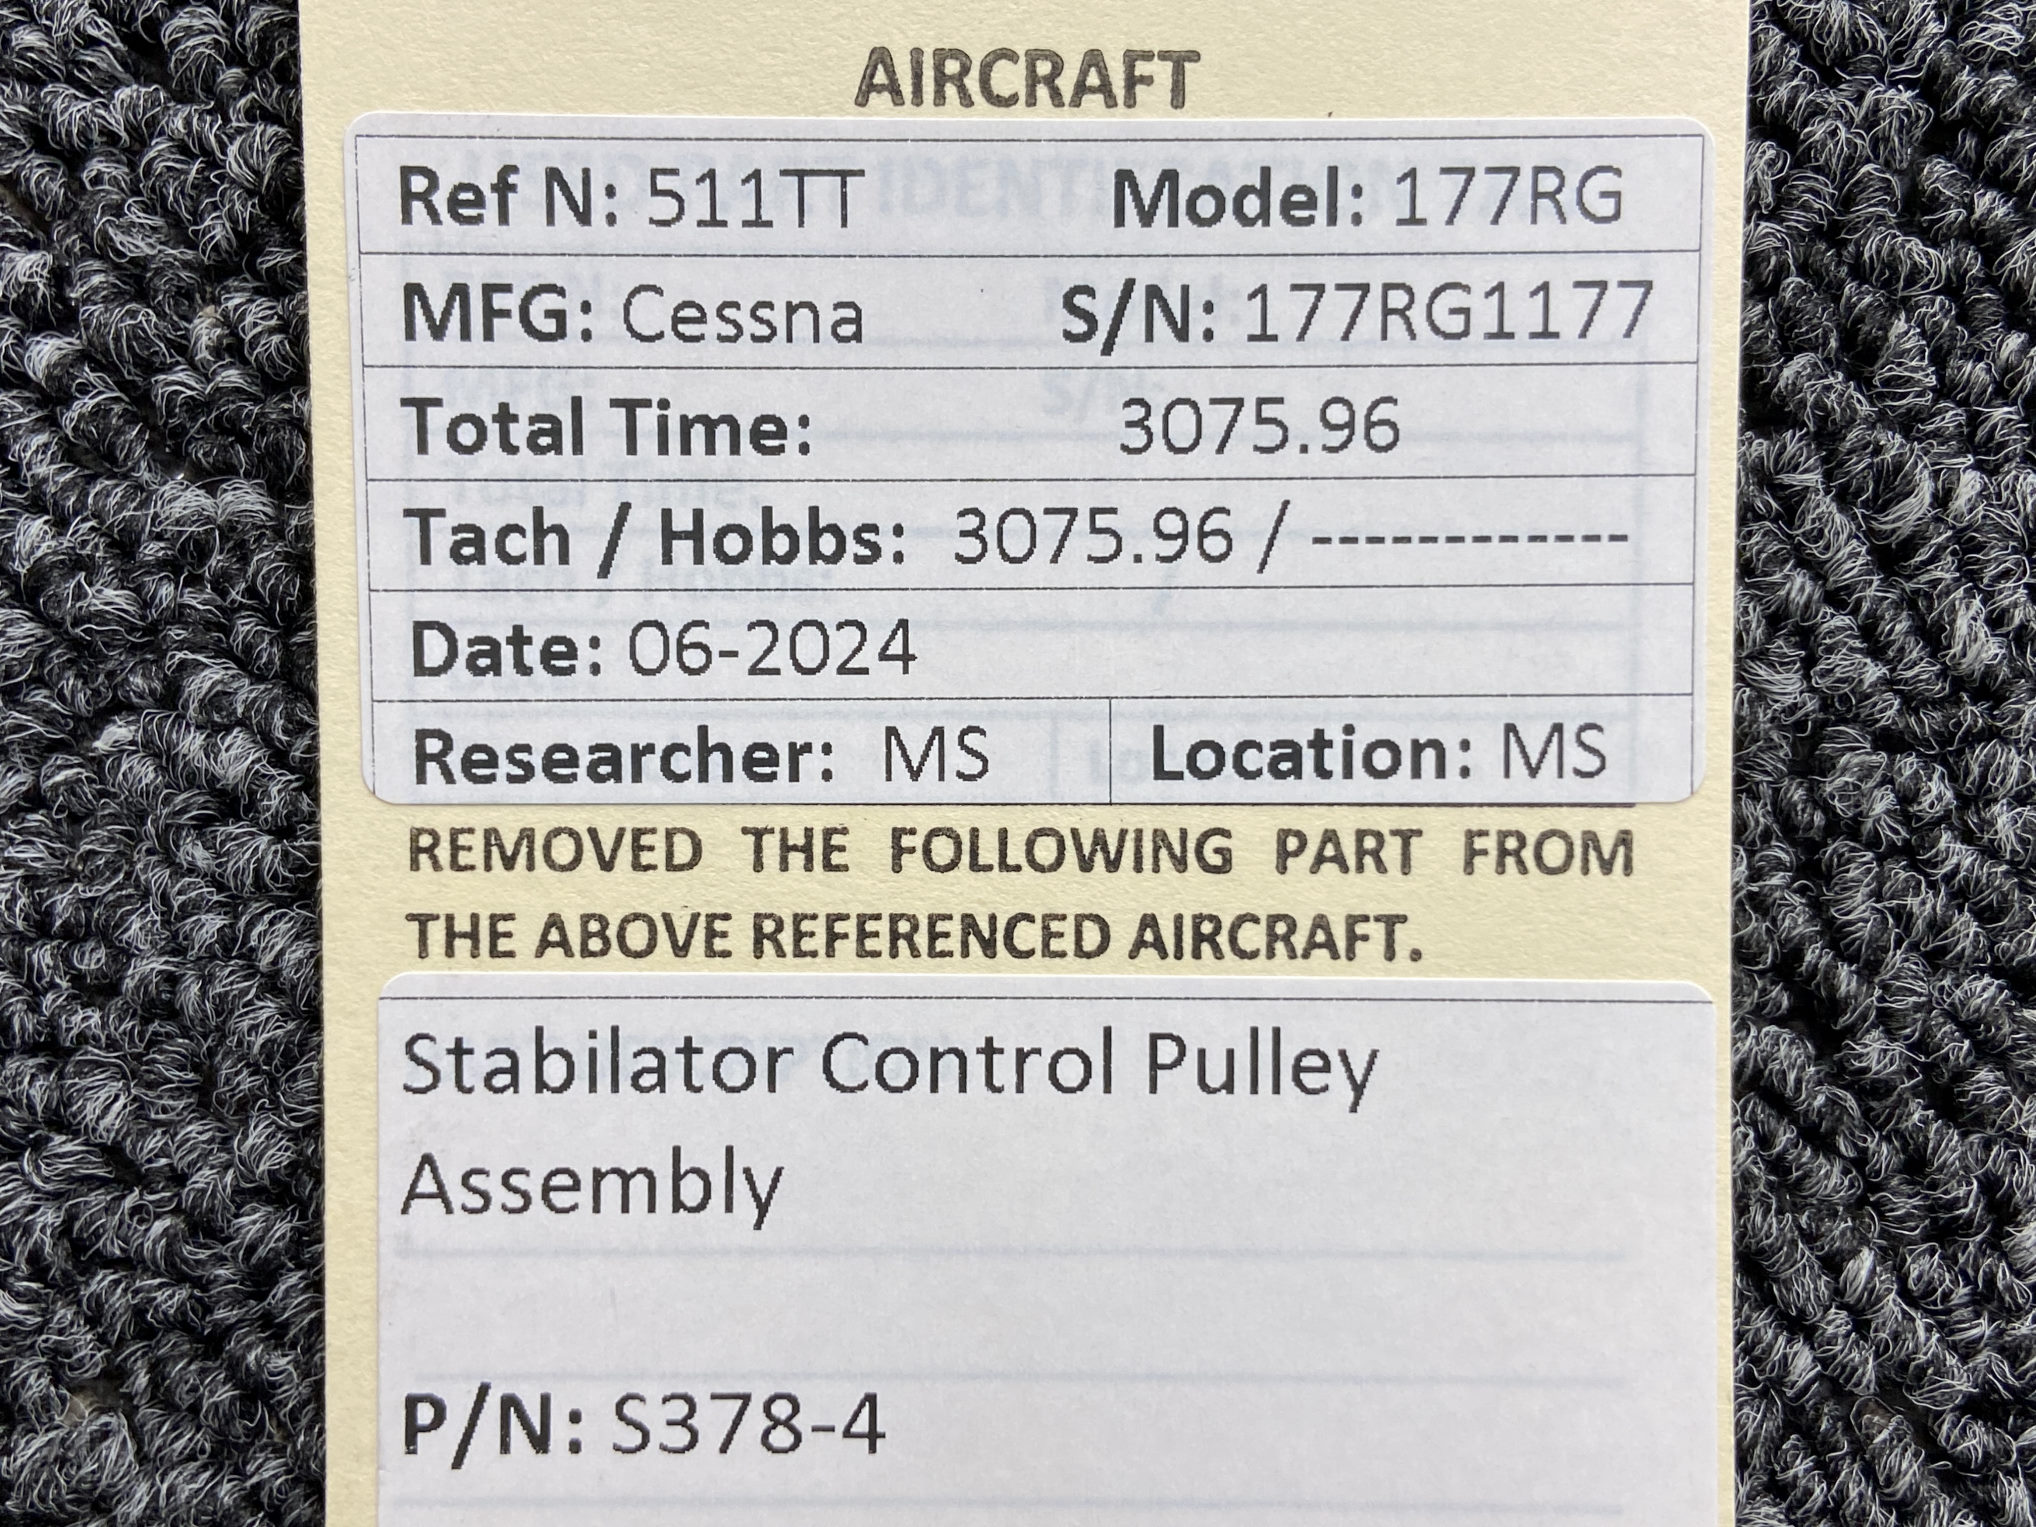 AIRCRAFT
Ref N: 511TT Model: 177RG
MFG: Cessna S/N: 177RG1177
Total Time: 3075.96
Tach / Hobbs: 3075.96 / ------------
Date: 06-2024
Researcher: MS Location: MS
REMOVED THE FOLLOWING PART FROM
THE ABOVE REFERENCED AIRCRAFT.
Stabilator Control Pulley
Assembly
P/N: S378-4